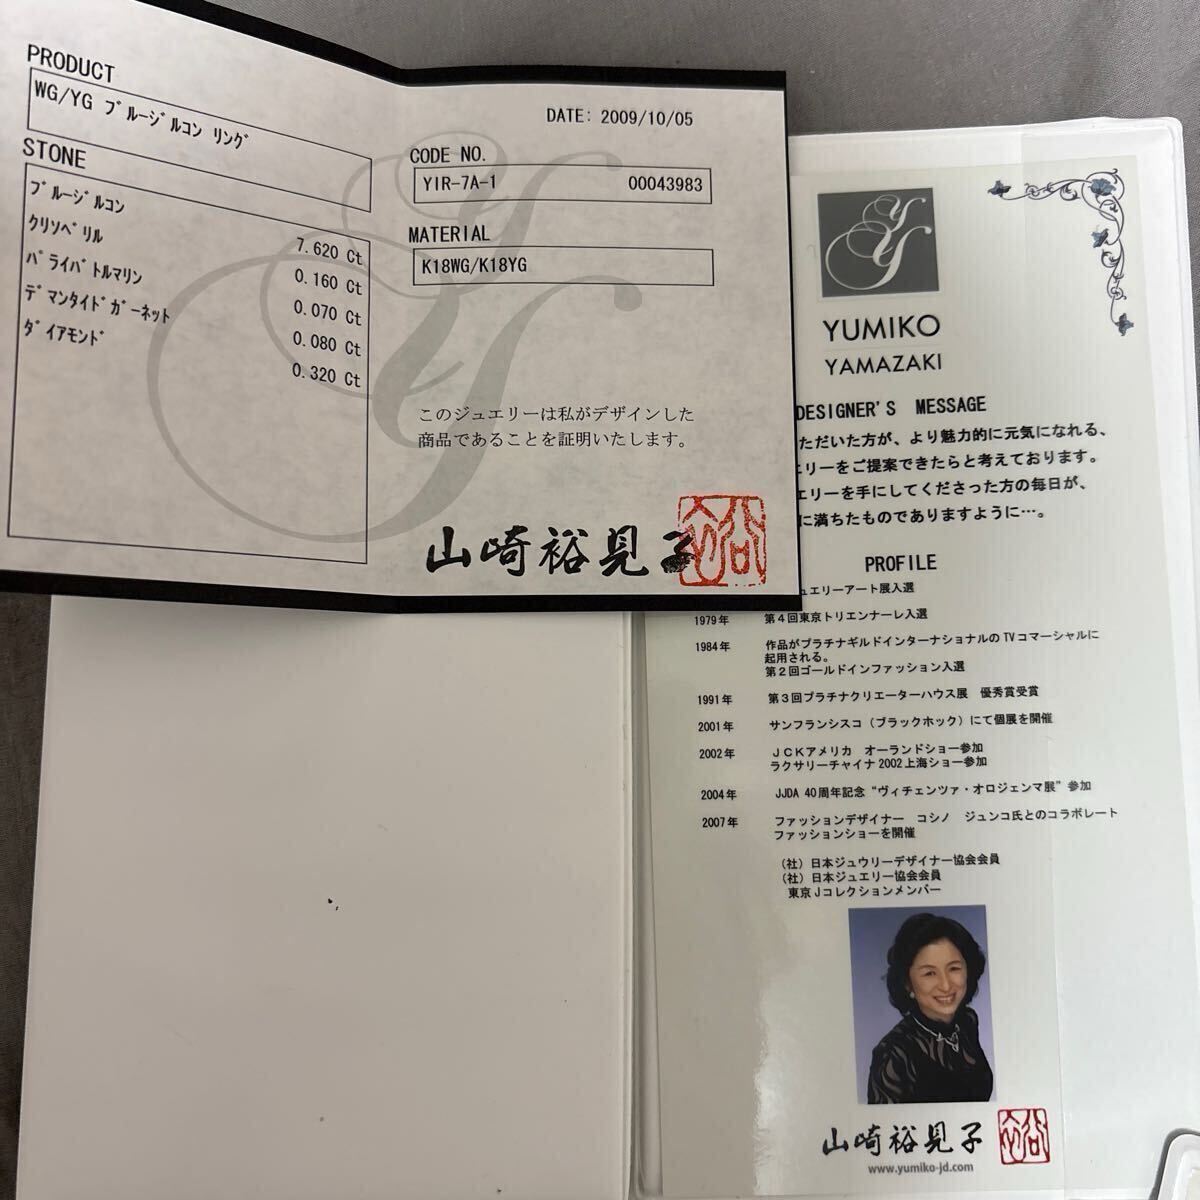 PRODUCT
WG/YG ブルージルコン リング
STONE
ブルージルコン 7.620 Ct
クリソベリル 0.160 Ct
パライバトルマリン 0.070 Ct
デマンタイドガーネット 0.080 Ct
ダイアモンド 0.320 Ct
DATE: 2009/10/05
CODE NO.
YIR-7A-1 00043983
MATERIAL
K18WG/K18YG
このジュエリーは私がデザインした
商品であることを証明いたします。
山崎裕見子
YUMIKO
YAMAZAKI
DESIGNER'S MESSAGE
ただいた方が、より魅力的に元気になれる、
エリーをご提案できたらと考えております。
エリーを手にしてくださった方の毎日が、
に満ちたものでありますように…。
PROFILE
ュエリーアート展入選
1979年 第4回東京トリエンナーレ入選
1984年 作品がプラチナギルドインターナショナルのTVコマーシャルに
起用される。
第2回ゴールドインファッション入選
1991年 第3回プラチナクリエーターハウス展 優秀賞受賞
2001年 サンフランシスコ（ブラックホック）にて個展を開催
2002年 JCKアメリカ オーランドショー参加
ラクサリーチャイナ2002上海ショー参加
2004年 JJDA 40周年記念“ヴィチェンツァ・オロジェンマ展”参加
2007年 ファッションデザイナー コシノ ジュンコ氏とのコラボレート
ファッションショーを開催
（社）日本ジュウリーデザイナー協会会員
（社）日本ジュエリー協会会員
東京Jコレクションメンバー
山崎裕見子
www.yumiko-jd.com